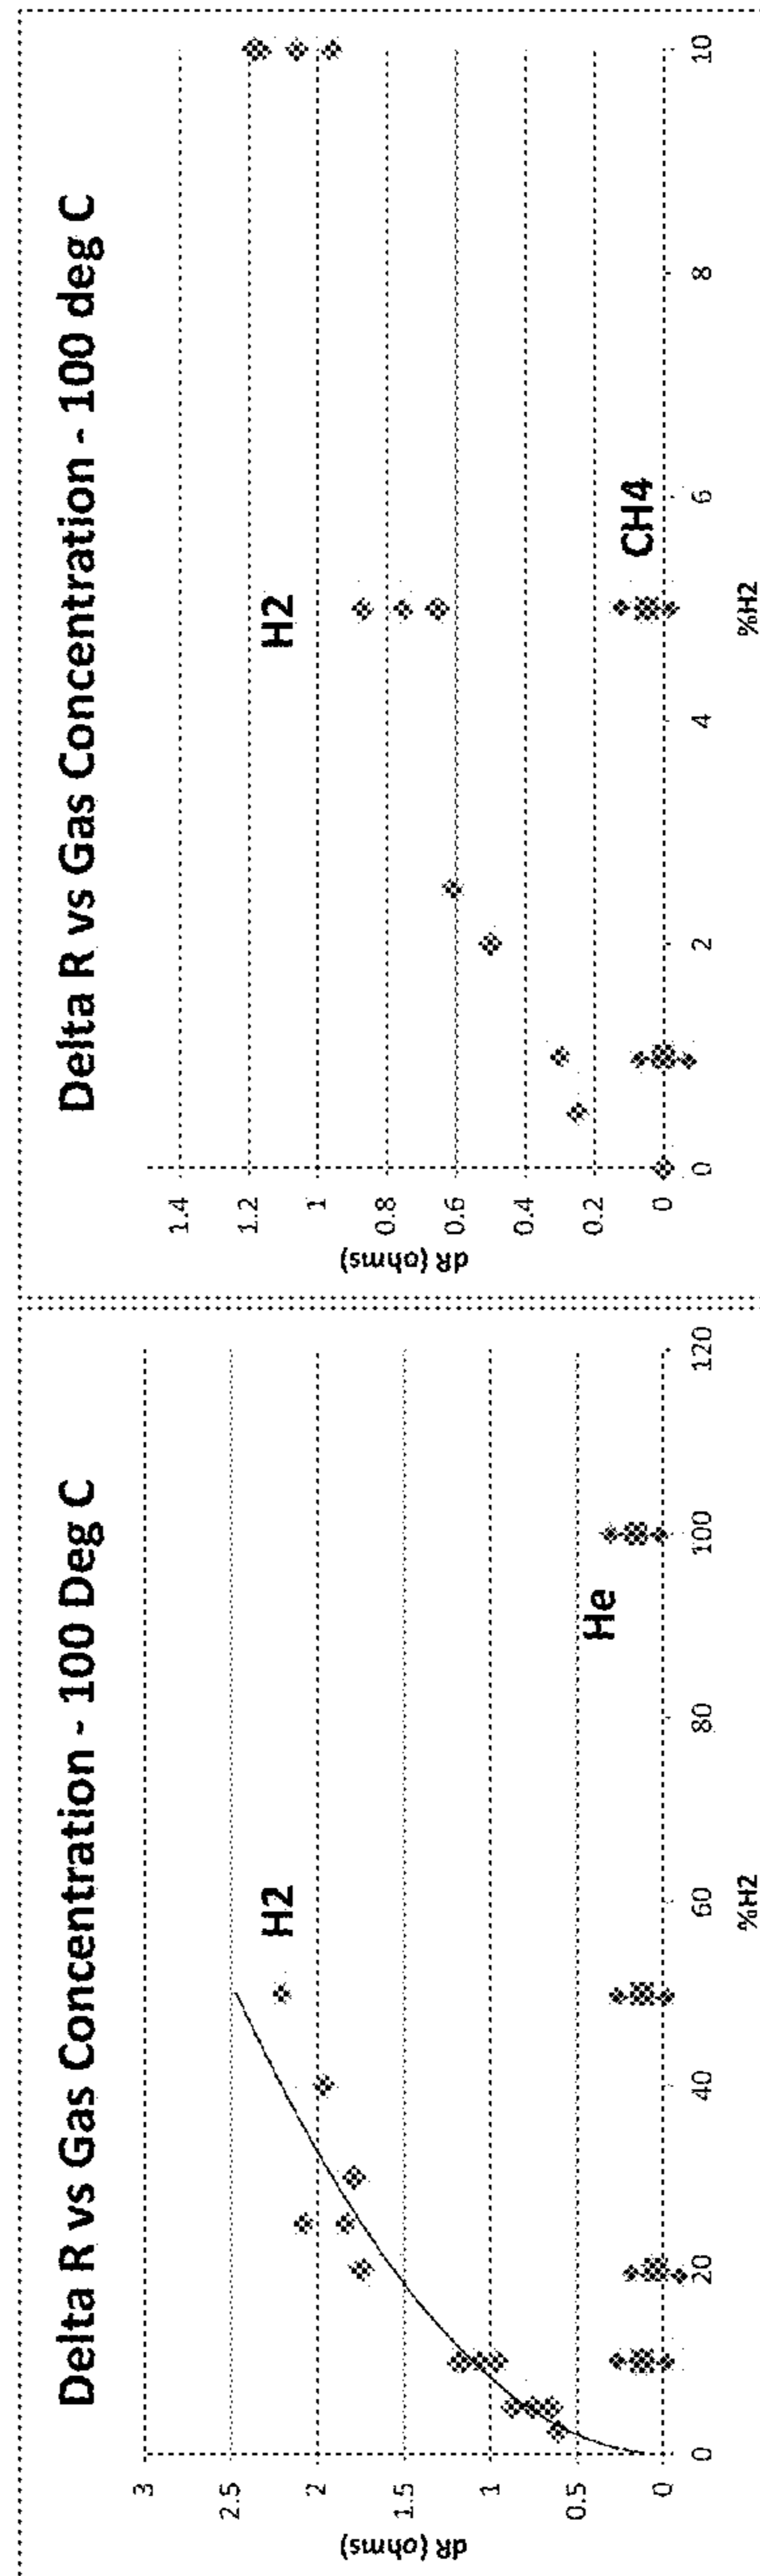 Delta R vs Gas Concentration - 100 Deg C
3
2.5
2
1.5
1
0.5
0
dR (ohms)
H2
He
0 20 40 60 80 100 120
%H2
Delta R vs Gas Concentration - 100 deg C
1.4
1.2
1
0.8
0.6
0.4
0.2
0
dR (ohms)
H2
CH4
0 2 4 6 8 10
%H2